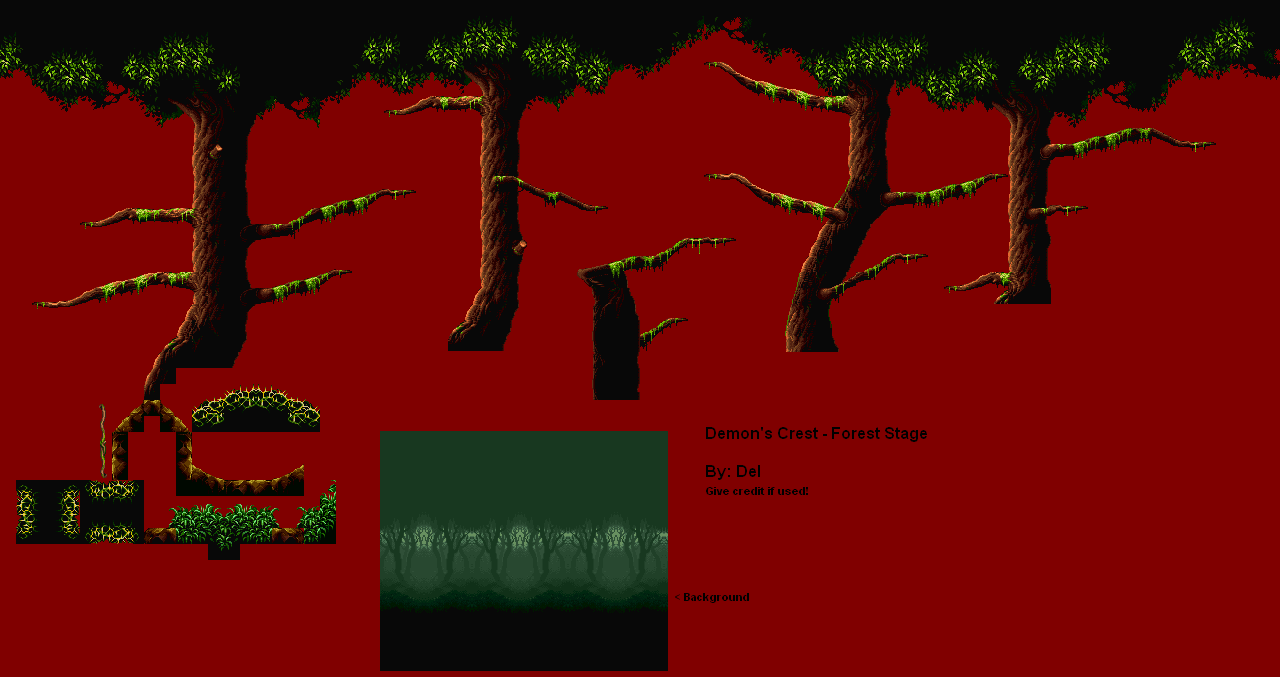 Demon's Crest - Forest Stage
By: Del
Give credit if used!
< Background